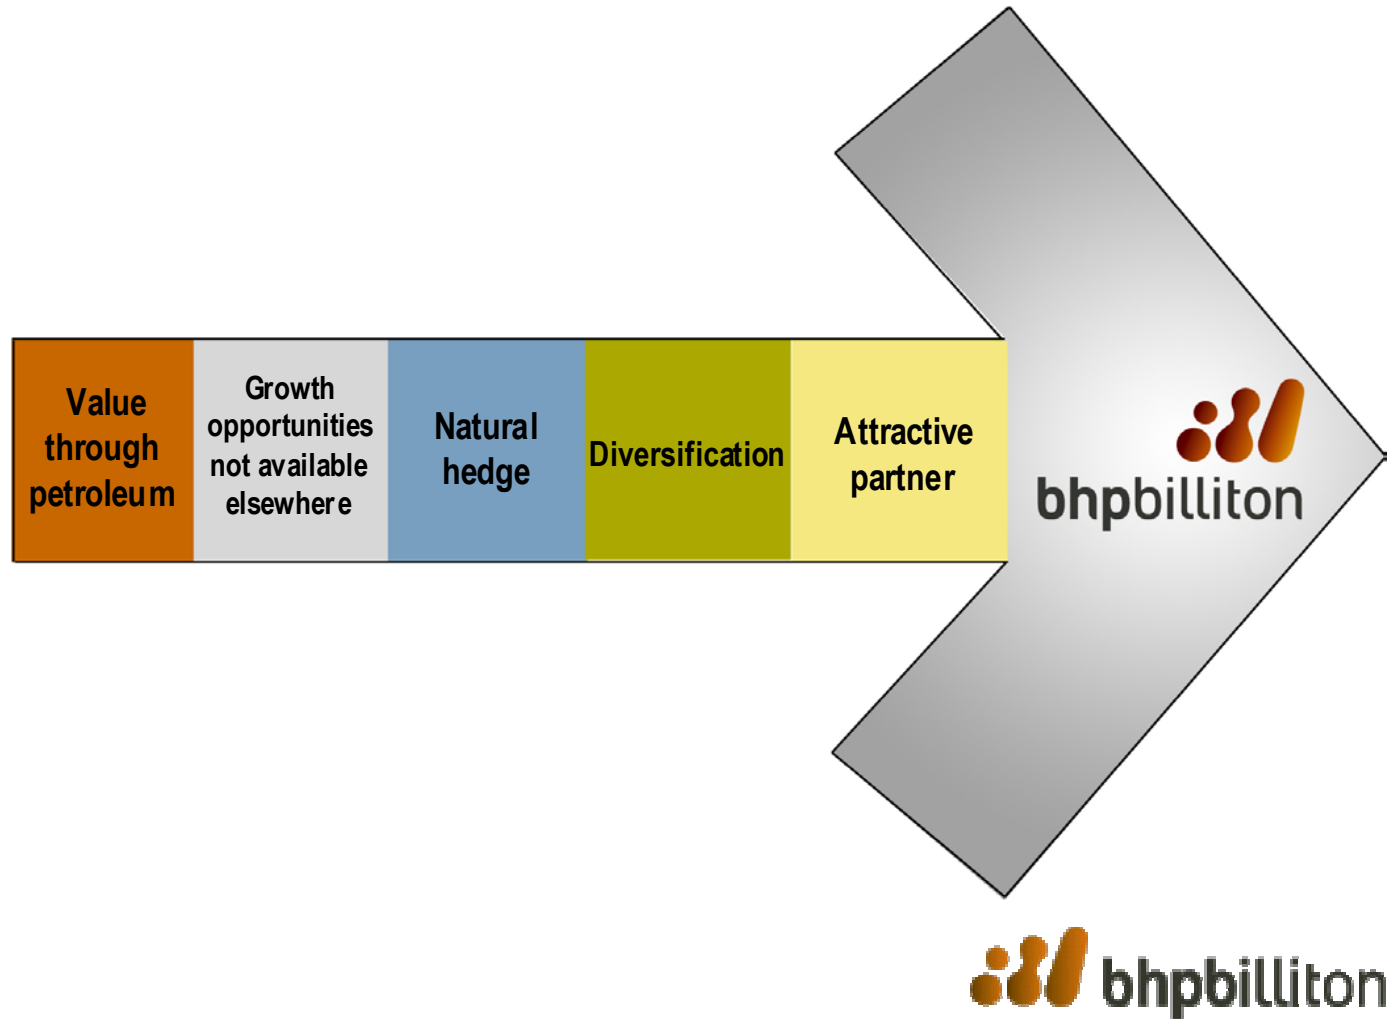 Value
through
petroleum
Growth
opportunities
not available
elsewhere
Natural
hedge
Diversification
Attractive
partner
bhpbilliton
bhpbilliton